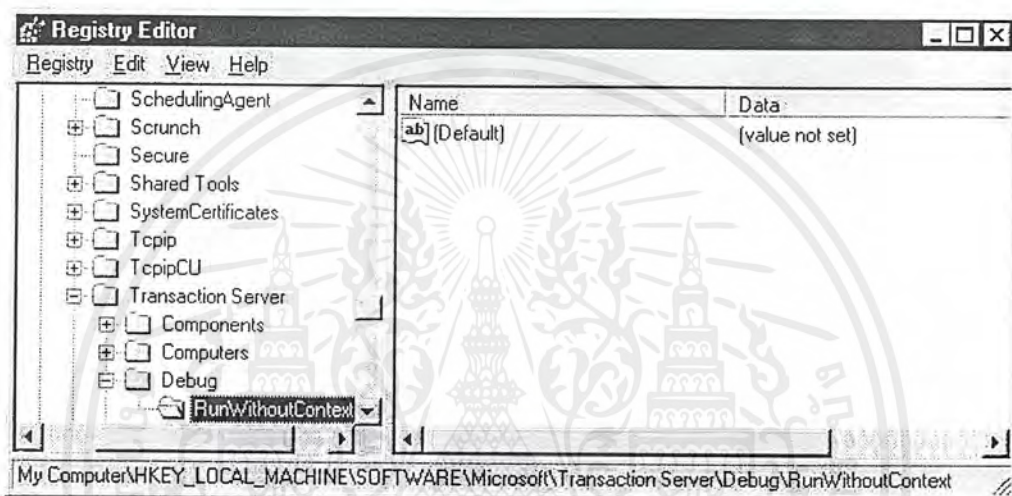 Registry Editor
Registry Edit View Help
SchedulingAgent
Scrunch
Secure
Shared Tools
SystemCertificates
Tcpip
TcpipCU
Transaction Server
Components
Computers
Debug
RunWithoutContext
Name Data
ab (Default) (value not set)
My Computer\HKEY_LOCAL_MACHINE\SOFTWARE\Microsoft\Transaction Server\Debug\RunWithoutContext